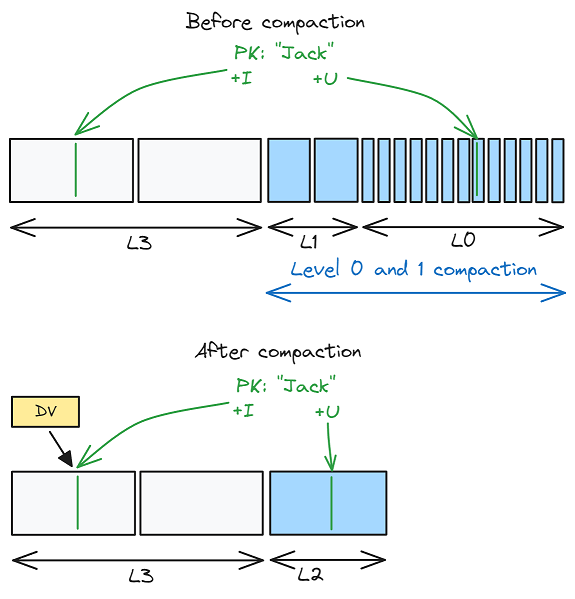 Before compaction
PK: "Jack"
+I +U
L3 L1 L0
Level 0 and 1 compaction
After compaction
PK: "Jack"
DV +I +U
L3 L2